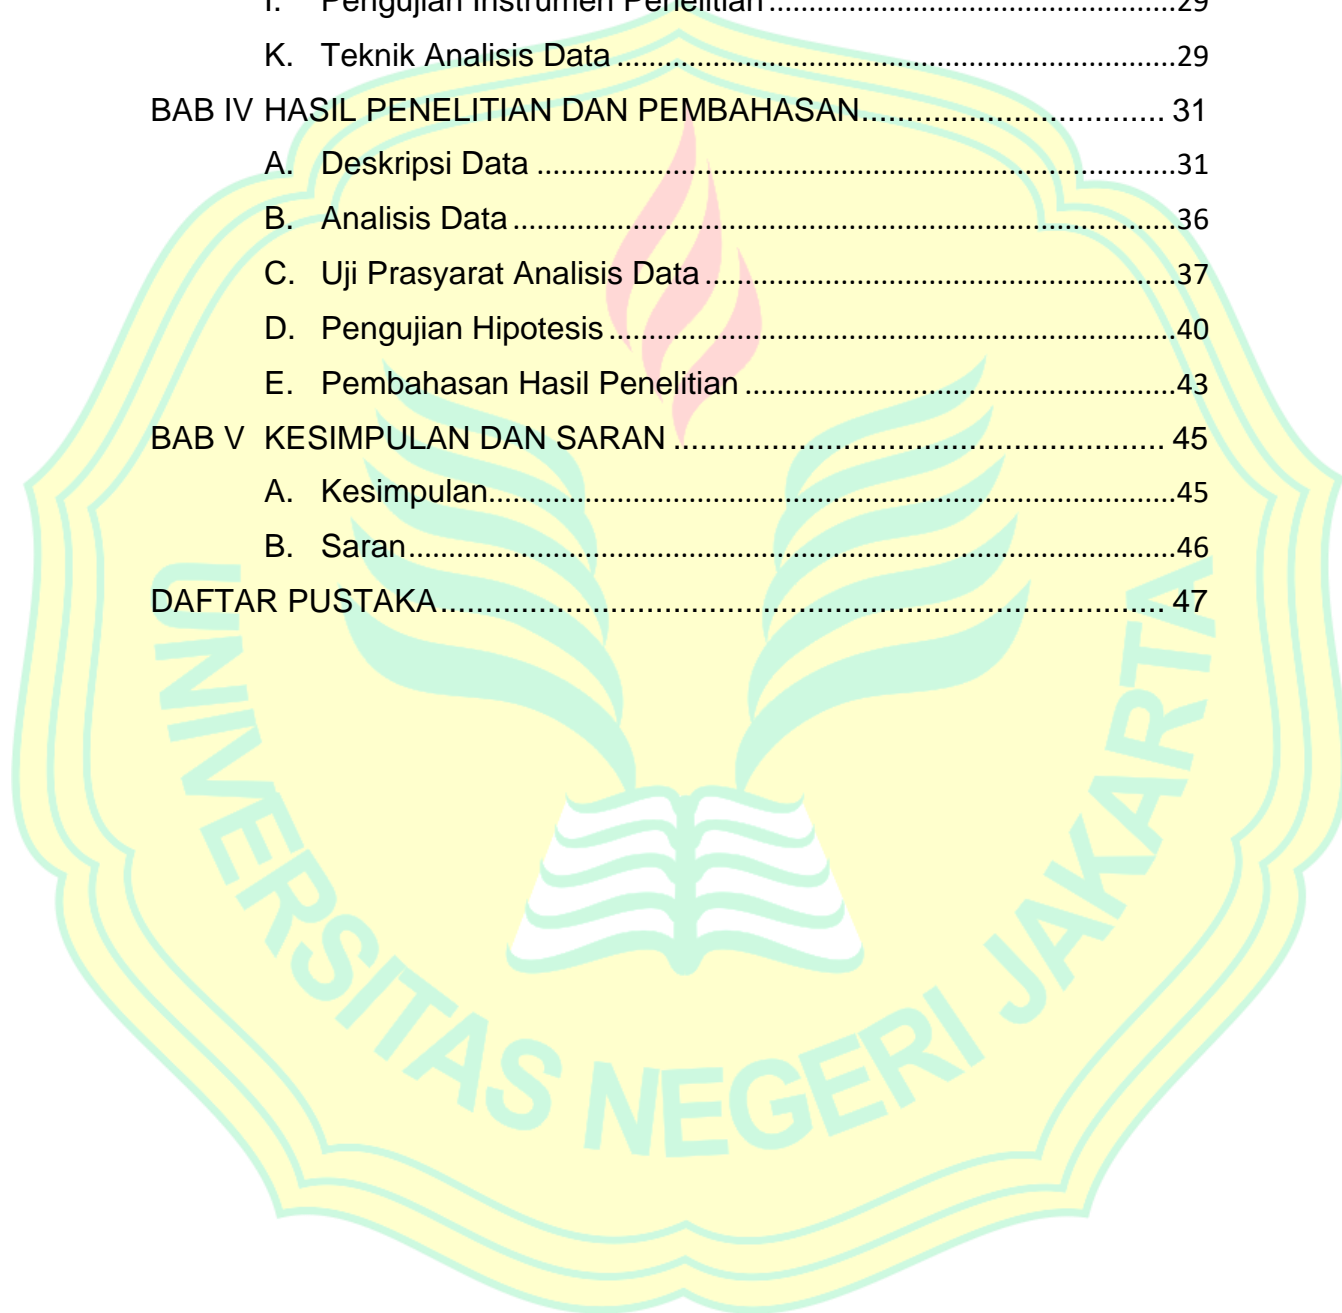 I. Pengujian Instrumen Penelitian 29
K. Teknik Analisis Data 29
BAB IV HASIL PENELITIAN DAN PEMBAHASAN 31
A. Deskripsi Data 31
B. Analisis Data 36
C. Uji Prasyarat Analisis Data 37
D. Pengujian Hipotesis 40
E. Pembahasan Hasil Penelitian 43
BAB V KESIMPULAN DAN SARAN 45
A. Kesimpulan 45
B. Saran 46
DAFTAR PUSTAKA 47
UNIVERSITAS NEGERI JAKARTA